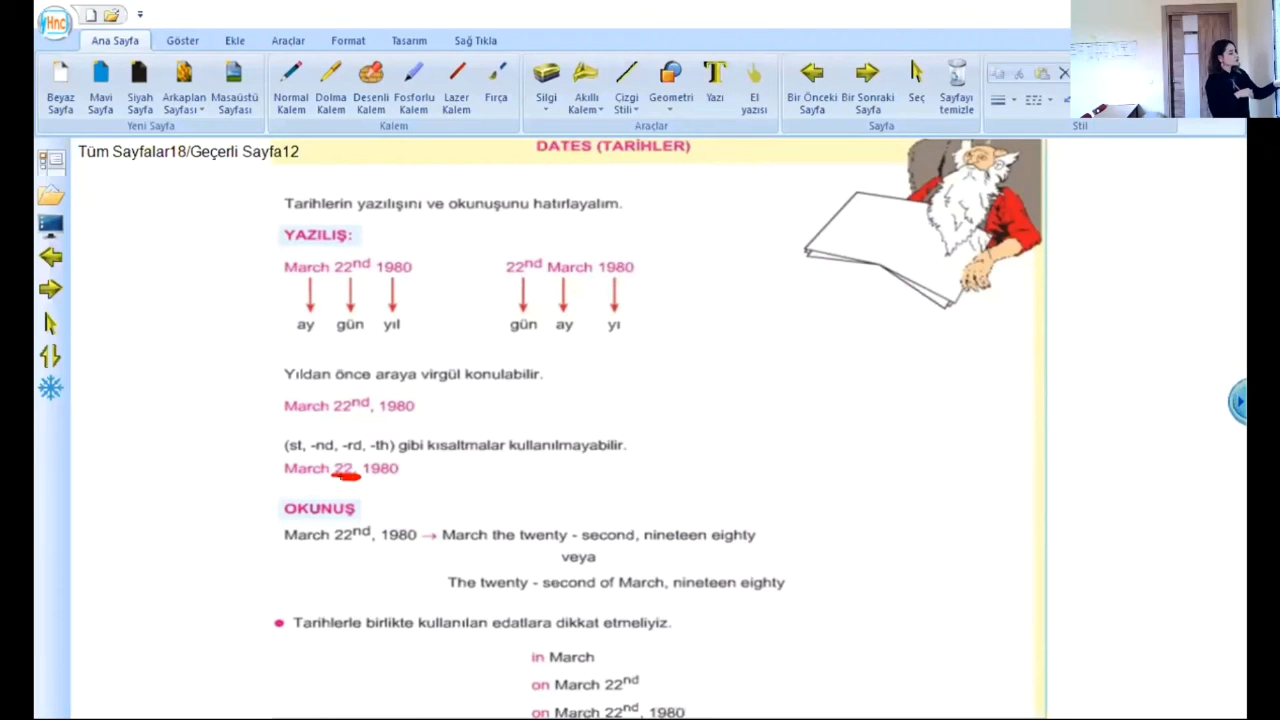 Hnc
Ana Sayfa Göster Ekle Araçlar Format Tasarım Sağ Tıkla
Beyaz Sayfa Mavi Sayfa Siyah Sayfa Arkaplan Sayfası Masaüstü Sayfası
Normal Kalem Dolma Kalem Desenli Kalem Fosforlu Kalem Lazer Kalem Fırça
Silgi Akıllı Kalem Çizgi Stili Geometri Yazı El yazısı
Bir Önceki Sayfa Bir Sonraki Sayfa Seç Sayfayı temizle
Yeni Sayfa Kalem Araçlar Sayfa Stil
Tüm Sayfalar18/Geçerli Sayfa12
DATES (TARİHLER)
Tarihlerin yazılışını ve okunuşunu hatırlayalım.
YAZILIŞ:
March 22nd 1980 22nd March 1980
ay gün yıl gün ay yı
Yıldan önce araya virgül konulabilir.
March 22nd, 1980
(st, -nd, -rd, -th) gibi kısaltmalar kullanılmayabilir.
March 22, 1980
OKUNUŞ
March 22nd, 1980 → March the twenty - second, nineteen eighty
veya
The twenty - second of March, nineteen eighty
• Tarihlerle birlikte kullanılan edatlara dikkat etmeliyiz.
in March
on March 22nd
on March 22nd, 1980